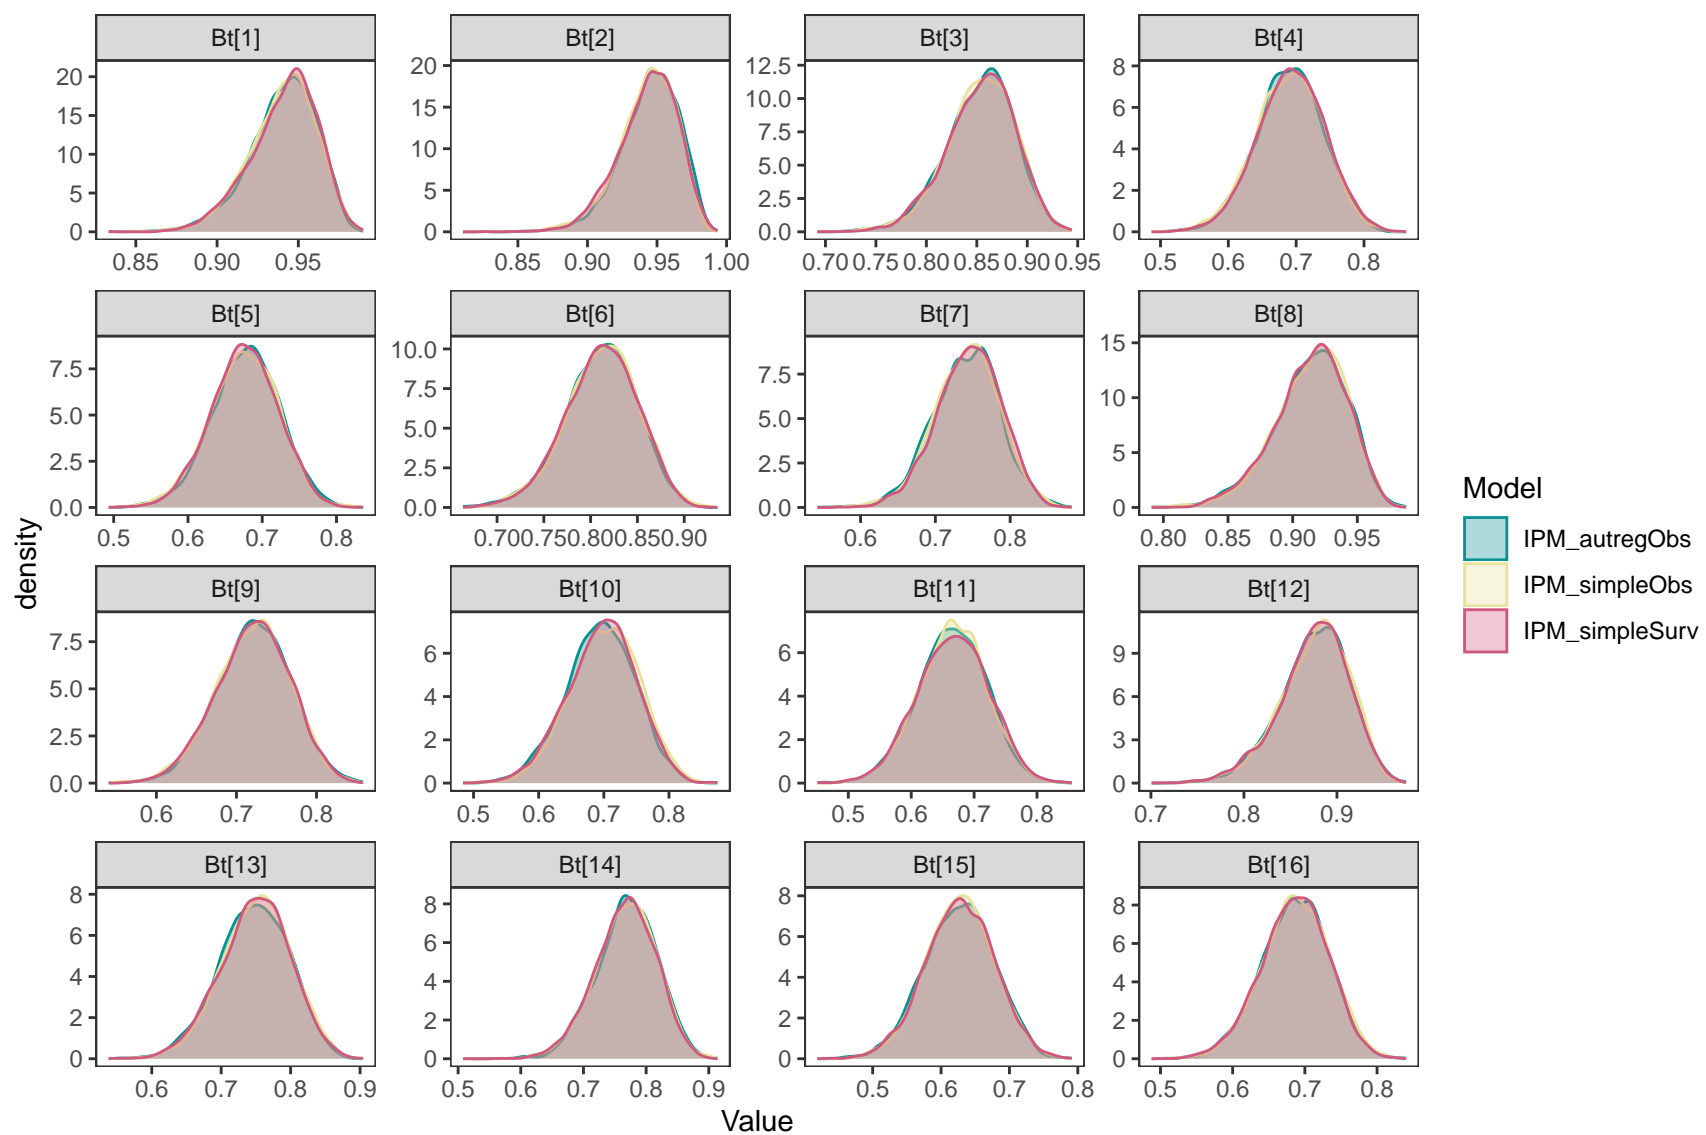 Bt[1] Bt[2] Bt[3] Bt[4]
20 15 10 5 0
0.85 0.90 0.95
20 15 10 5 0
0.85 0.90 0.95 1.00
12.5 10.0 7.5 5.0 2.5 0.0
0.70 0.75 0.80 0.85 0.90 0.95
8 6 4 2 0
0.5 0.6 0.7 0.8
Bt[5] Bt[6] Bt[7] Bt[8]
7.5 5.0 2.5 0.0
0.5 0.6 0.7 0.8
10.0 7.5 5.0 2.5 0.0
0.70 0.75 0.80 0.85 0.90
7.5 5.0 2.5 0.0
0.6 0.7 0.8
15 10 5 0
0.80 0.85 0.90 0.95
Bt[9] Bt[10] Bt[11] Bt[12]
7.5 5.0 2.5 0.0
0.6 0.7 0.8
6 4 2 0
0.5 0.6 0.7 0.8
6 4 2 0
0.5 0.6 0.7 0.8
9 6 3 0
0.7 0.8 0.9
Bt[13] Bt[14] Bt[15] Bt[16]
8 6 4 2 0
0.6 0.7 0.8 0.9
8 6 4 2 0
0.5 0.6 0.7 0.8 0.9
8 6 4 2 0
0.5 0.6 0.7 0.8
8 6 4 2 0
0.5 0.6 0.7 0.8
density
Value
Model
IPM_autregObs
IPM_simpleObs
IPM_simpleSurv